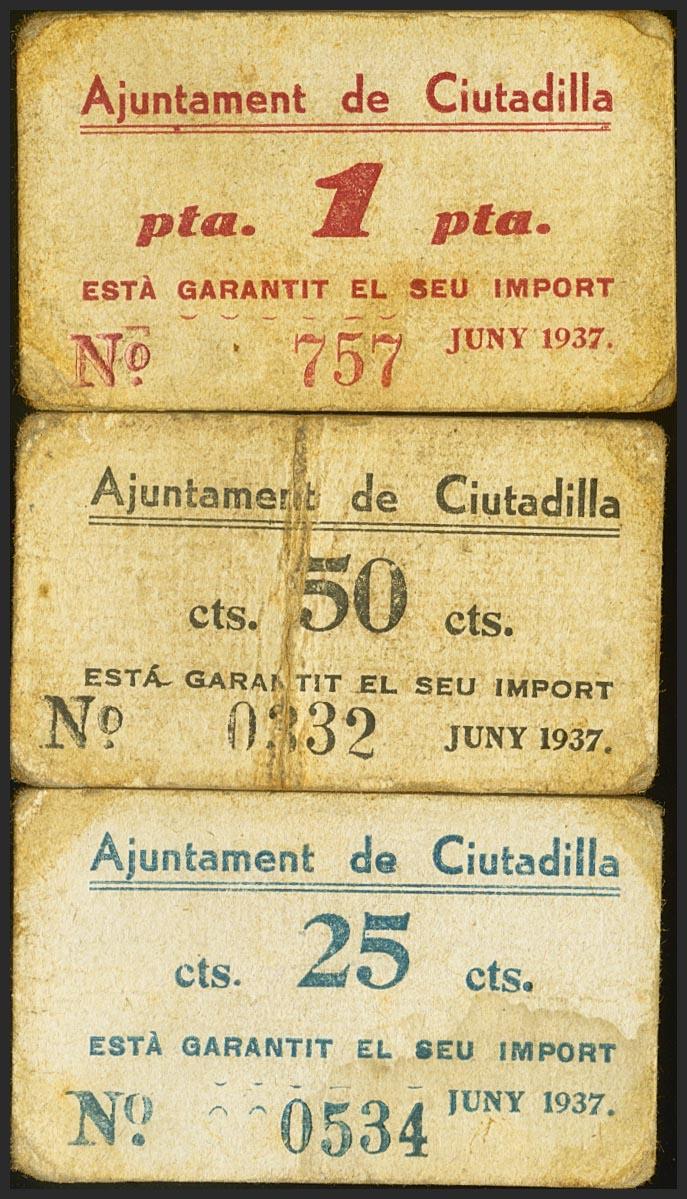 Ajuntament de Ciutadilla
pta. 1 pta.
ESTÀ GARANTIT EL SEU IMPORT
Nº 757 JUNY 1937.
Ajuntament de Ciutadilla
cts. 50 cts.
ESTÁ GARANTIT EL SEU IMPORT
Nº 0332 JUNY 1937.
Ajuntament de Ciutadilla
cts. 25 cts.
ESTÀ GARANTIT EL SEU IMPORT
Nº. 0534 JUNY 1937.